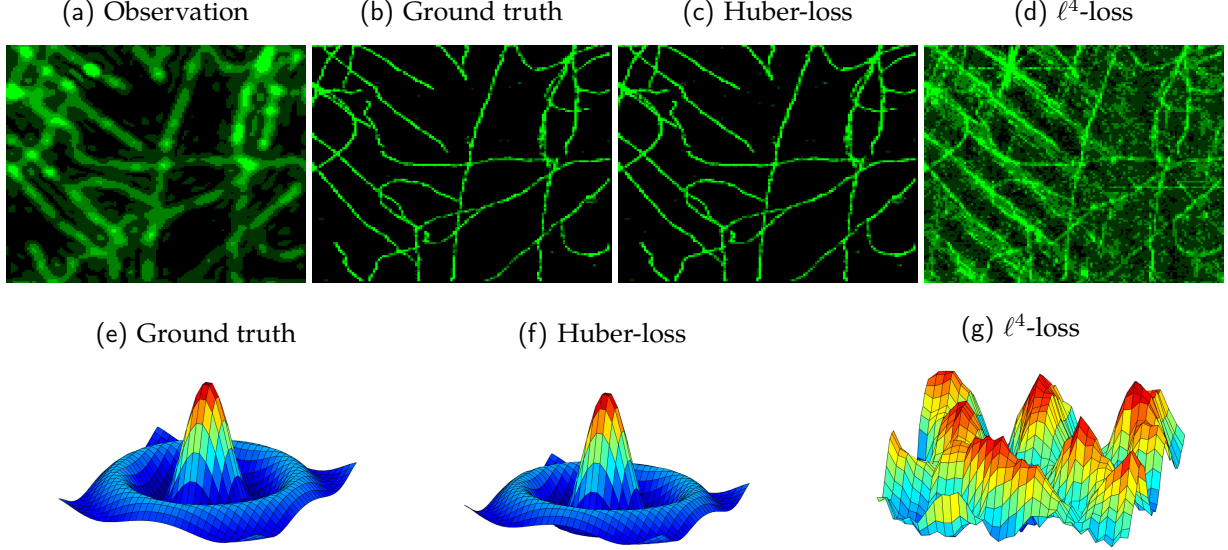 (a) Observation
(b) Ground truth
(c) Huber-loss
(d) ℓ⁴-loss
(e) Ground truth
(f) Huber-loss
(g) ℓ⁴-loss